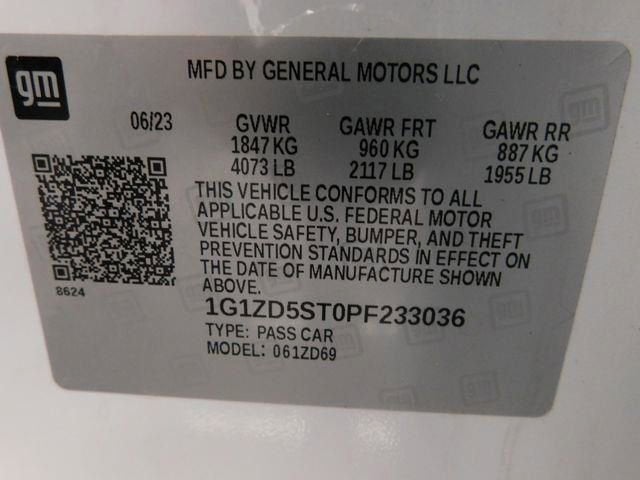 gm
MFD BY GENERAL MOTORS LLC
06/23 GVWR GAWR FRT GAWR RR
1847 KG 960 KG 887 KG
4073 LB 2117 LB 1955 LB
THIS VEHICLE CONFORMS TO ALL
APPLICABLE U.S. FEDERAL MOTOR
VEHICLE SAFETY, BUMPER, AND THEFT
PREVENTION STANDARDS IN EFFECT ON
THE DATE OF MANUFACTURE SHOWN
ABOVE.
8624
1G1ZD5ST0PF233036
TYPE: PASS CAR
MODEL: 061ZD69